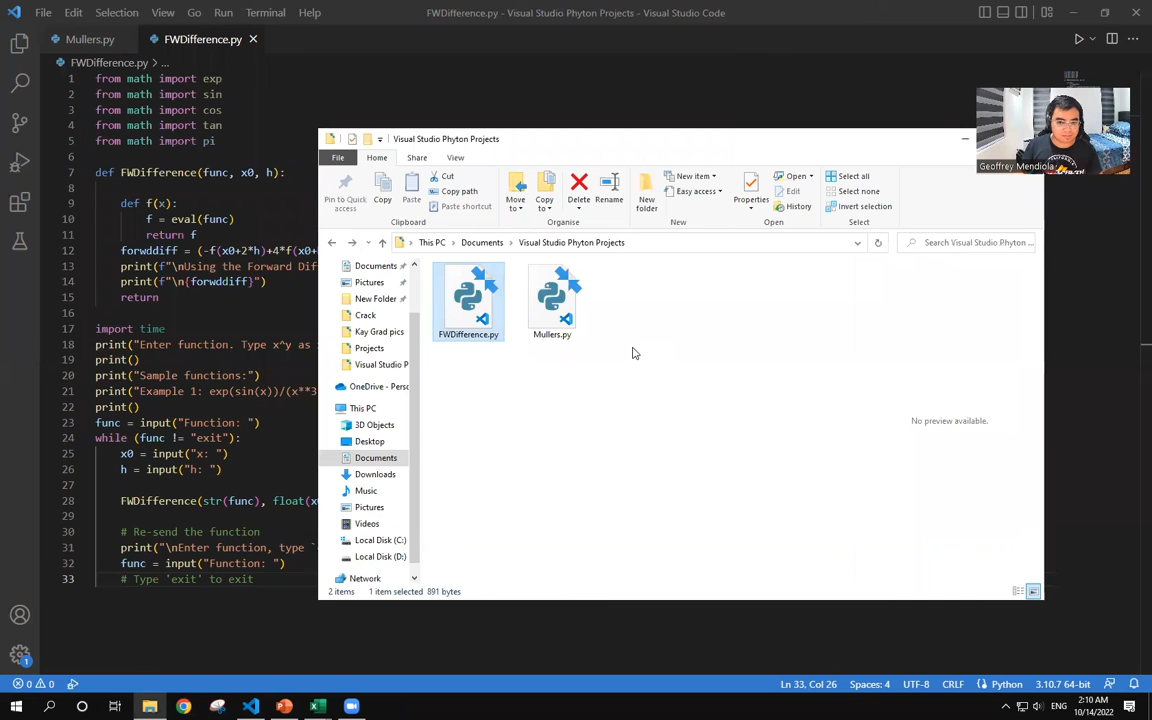 File Edit Selection View Go Run Terminal Help FWDifference.py - Visual Studio Phyton Projects - Visual Studio Code
Mullers.py FWDifference.py
FWDifference.py > ...
1 from math import exp
2 from math import sin
3 from math import cos
4 from math import tan
5 from math import pi
6
7 def FWDifference(func, x0, h):
8
9 def f(x):
10 f = eval(func)
11 return f
12 forwddiff = (-f(x0+2*h)+4*f(x0+
13 print(f"\nUsing the Forward Dif
14 print(f"\n{forwddiff}")
15 return
16
17 import time
18 print("Enter function. Type x^y as
19 print()
20 print("Sample functions:")
21 print("Example 1: exp(sin(x))/(x**3
22 print()
23 func = input("Function: ")
24 while (func != "exit"):
25 x0 = input("x: ")
26 h = input("h: ")
27
28 FWDifference(str(func), float(x
29
30 # Re-send the function
31 print("\nEnter function, type `
32 func = input("Function: ")
33 # Type 'exit' to exit
Geoffrey Mendiola
Visual Studio Phyton Projects
File Home Share View
Pin to Quick access
Copy
Paste
Cut
Copy path
Paste shortcut
Clipboard
Move to
Copy to
Delete
Rename
Organise
New folder
New item
Easy access
New
Properties
Open
Edit
History
Open
Select all
Select none
Invert selection
Select
This PC > Documents > Visual Studio Phyton Projects
Search Visual Studio Phyton ...
Documents
Pictures
New Folder
Crack
Kay Grad pics
Projects
Visual Studio P
OneDrive - Perso
This PC
3D Objects
Desktop
Documents
Downloads
Music
Pictures
Videos
Local Disk (C:)
Local Disk (D:)
Network
FWDifference.py
Mullers.py
No preview available.
2 items 1 item selected 891 bytes
0 0
Ln 33, Col 26 Spaces: 4 UTF-8 CRLF Python 3.10.7 64-bit
1
ENG
2:10 AM
10/14/2022